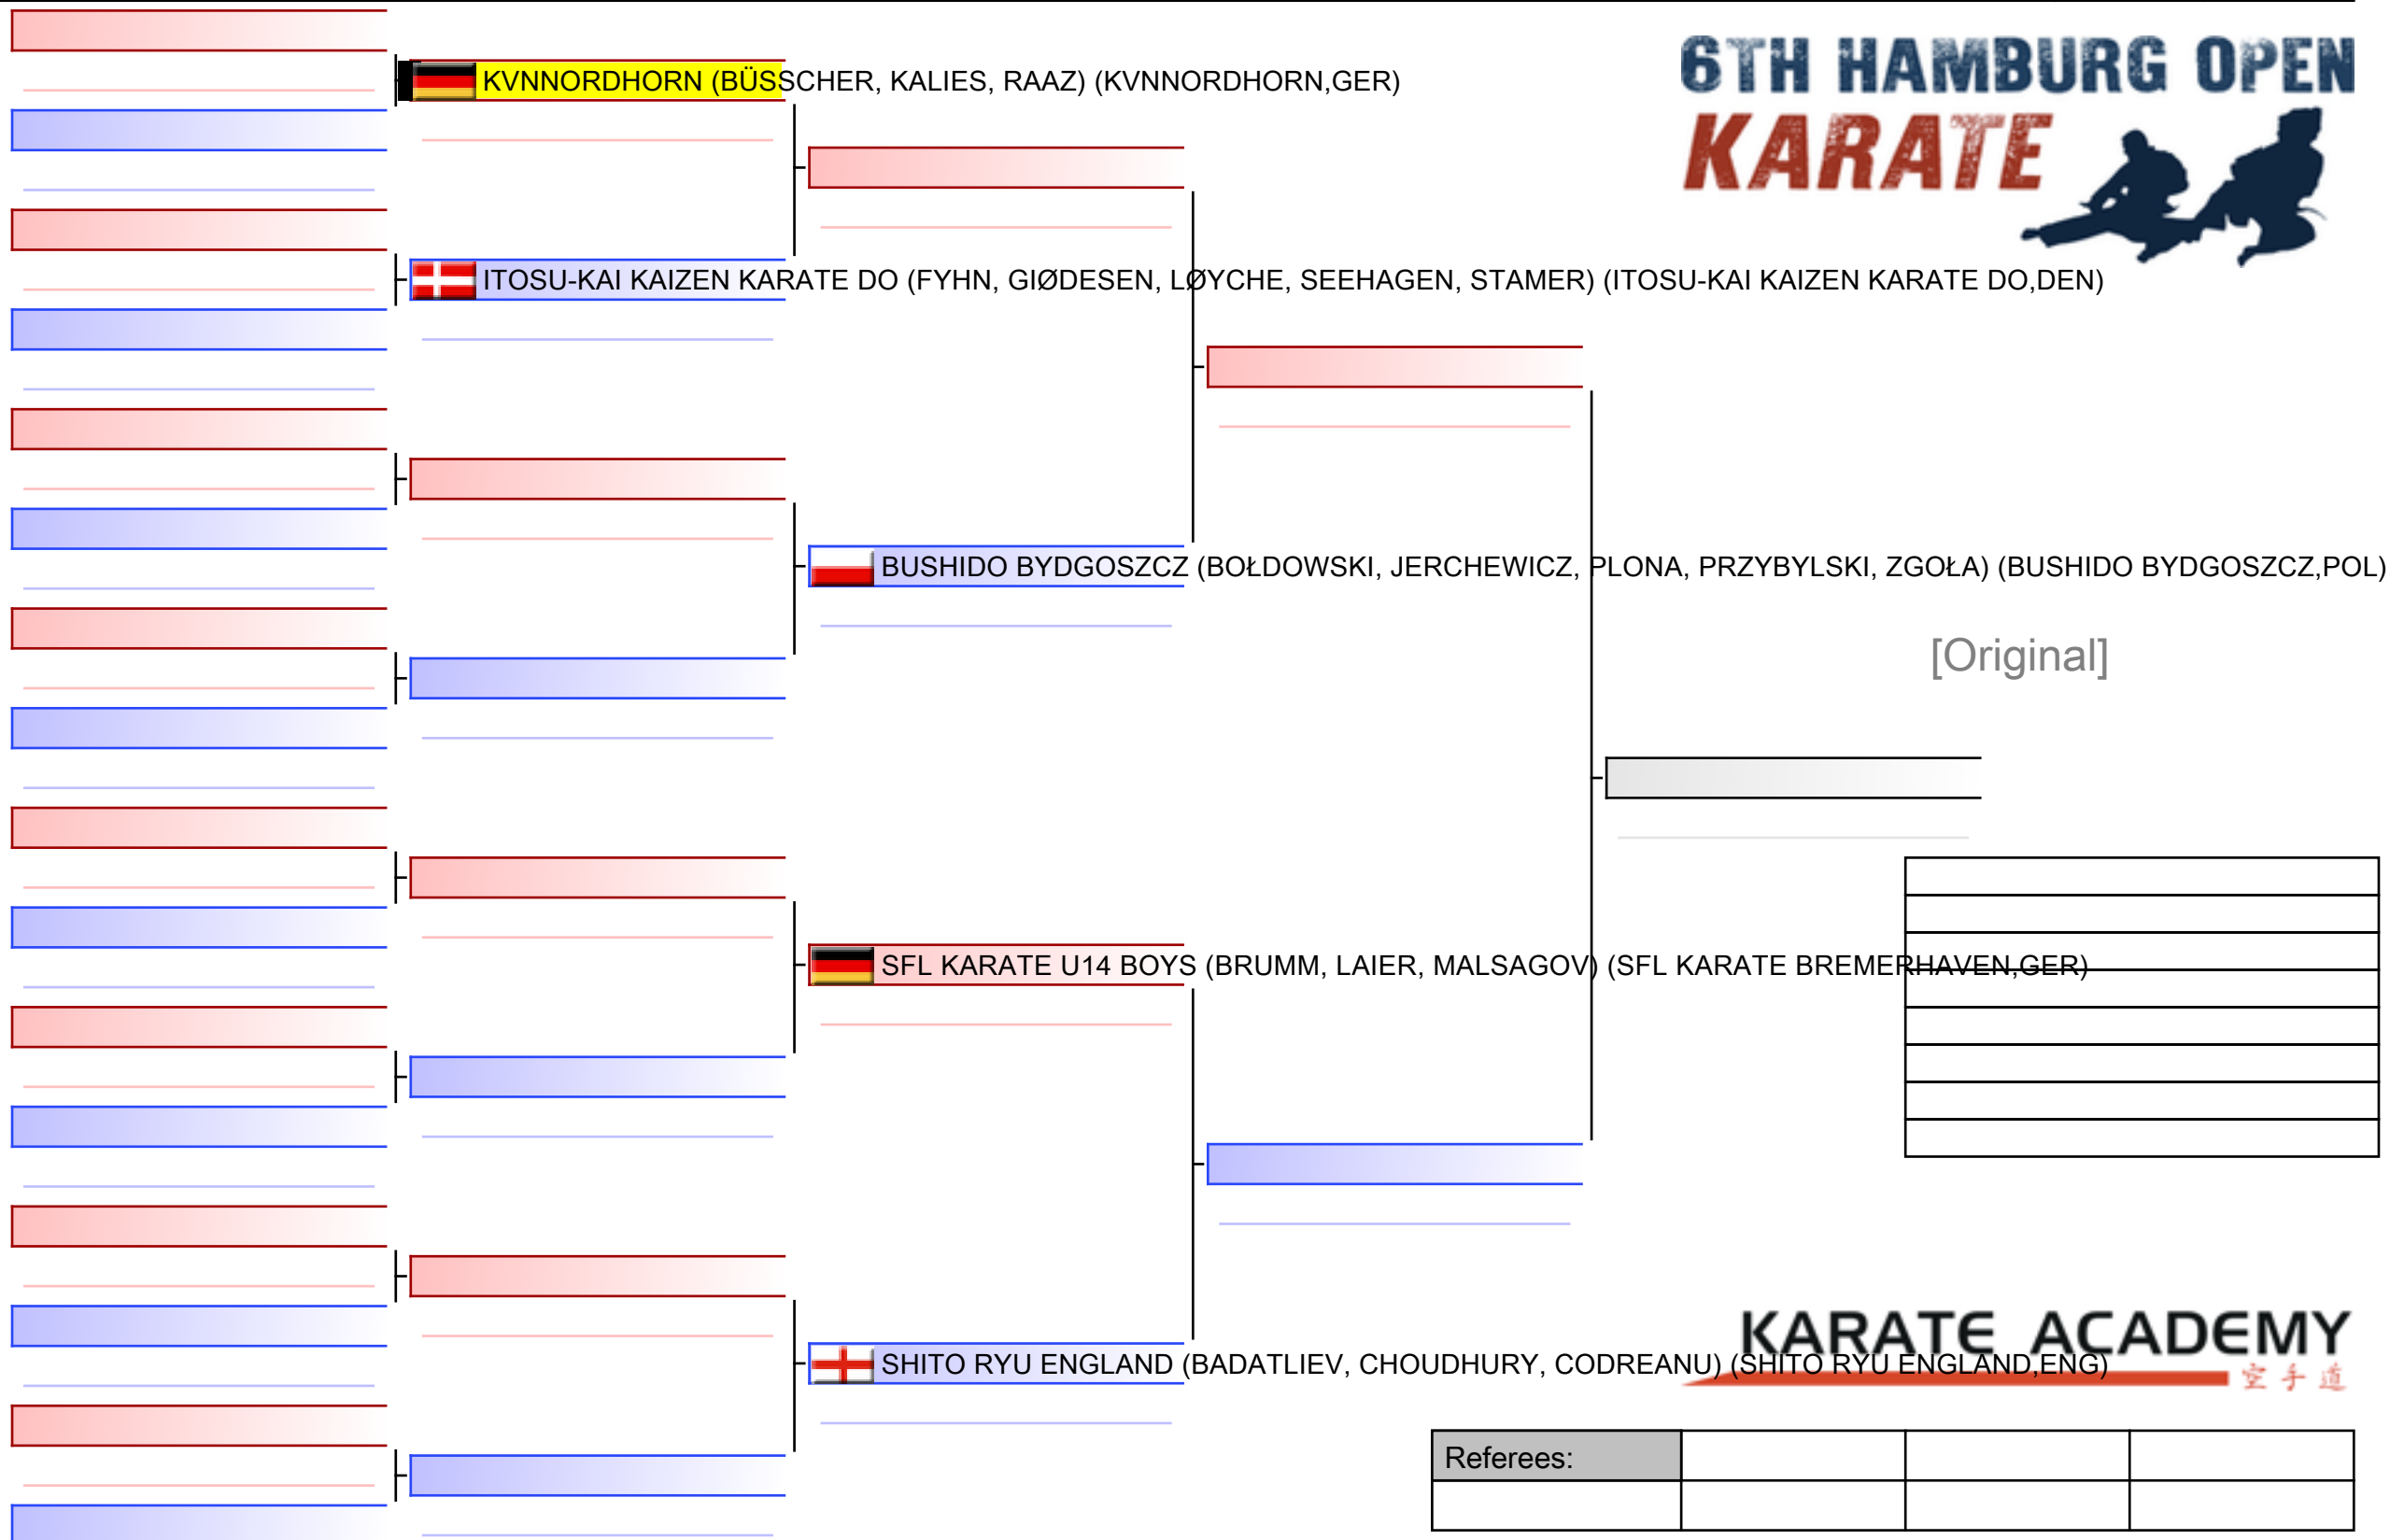 6TH HAMBURG OPEN
KARATE
KVNNORDHORN (BÜSSCHER, KALIES, RAAZ) (KVNNORDHORN,GER)
ITOSU-KAI KAIZEN KARATE DO (FYHN, GIØDESEN, LØYCHE, SEEHAGEN, STAMER) (ITOSU-KAI KAIZEN KARATE DO,DEN)
BUSHIDO BYDGOSZCZ (BOŁDOWSKI, JERCHEWICZ, PLONA, PRZYBYLSKI, ZGOŁA) (BUSHIDO BYDGOSZCZ,POL)
[Original]
SFL KARATE U14 BOYS (BRUMM, LAIER, MALSAGOV) (SFL KARATE BREMERHAVEN,GER)
KARATE ACADEMY
SHITO RYU ENGLAND (BADATLIEV, CHOUDHURY, CODREANU) (SHITO RYU ENGLAND,ENG)
空手道
Referees: